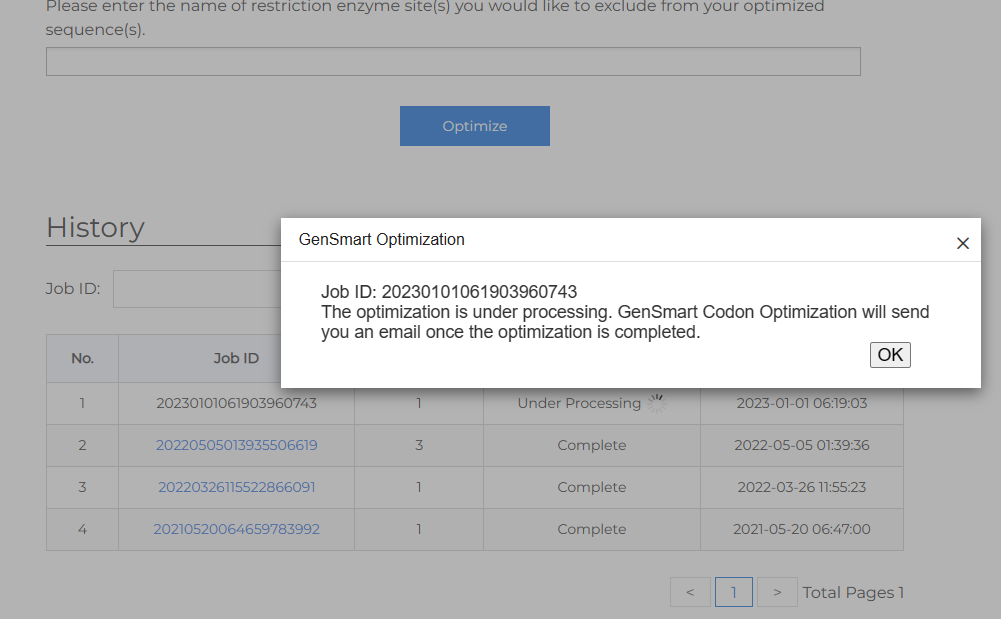 Please enter the name of restriction enzyme site(s) you would like to exclude from your optimized
sequence(s).
Optimize
History
GenSmart Optimization
×
Job ID:
Job ID: 20230101061903960743
The optimization is under processing. GenSmart Codon Optimization will send
you an email once the optimization is completed.
OK
No. Job ID
1 20230101061903960743 1 Under Processing 2023-01-01 06:19:03
2 20220505013935506619 3 Complete 2022-05-05 01:39:36
3 20220326115522866091 1 Complete 2022-03-26 11:55:23
4 20210520064659783992 1 Complete 2021-05-20 06:47:00
< 1 > Total Pages 1